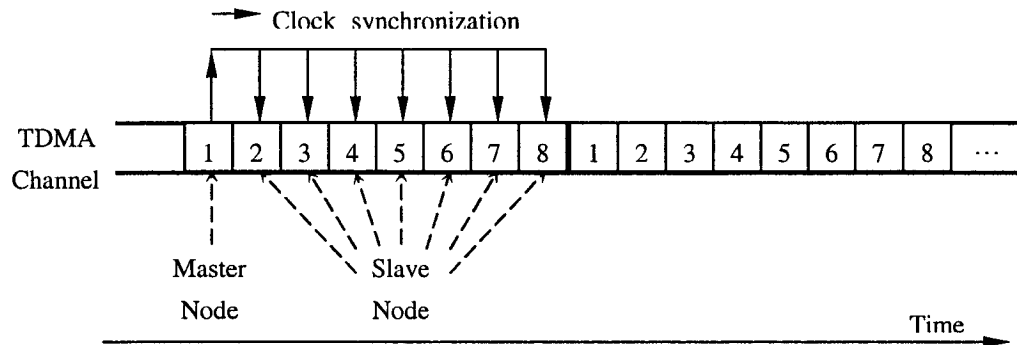 Clock synchronization
TDMA
Channel
1 2 3 4 5 6 7 8 1 2 3 4 5 6 7 8 ...
Master
Node
Slave
Node
Time